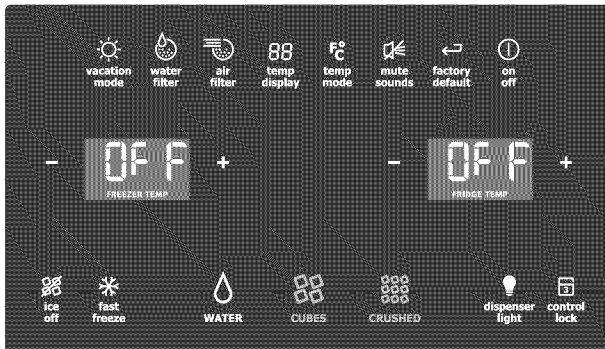 88
F°
C
vacation mode
water filter
air filter
temp display
temp mode
mute sounds
factory default
on off
OFF
FREEZER TEMP
OFF
FRIDGE TEMP
3
ice off
fast freeze
WATER
CUBES
CRUSHED
dispenser light
control lock